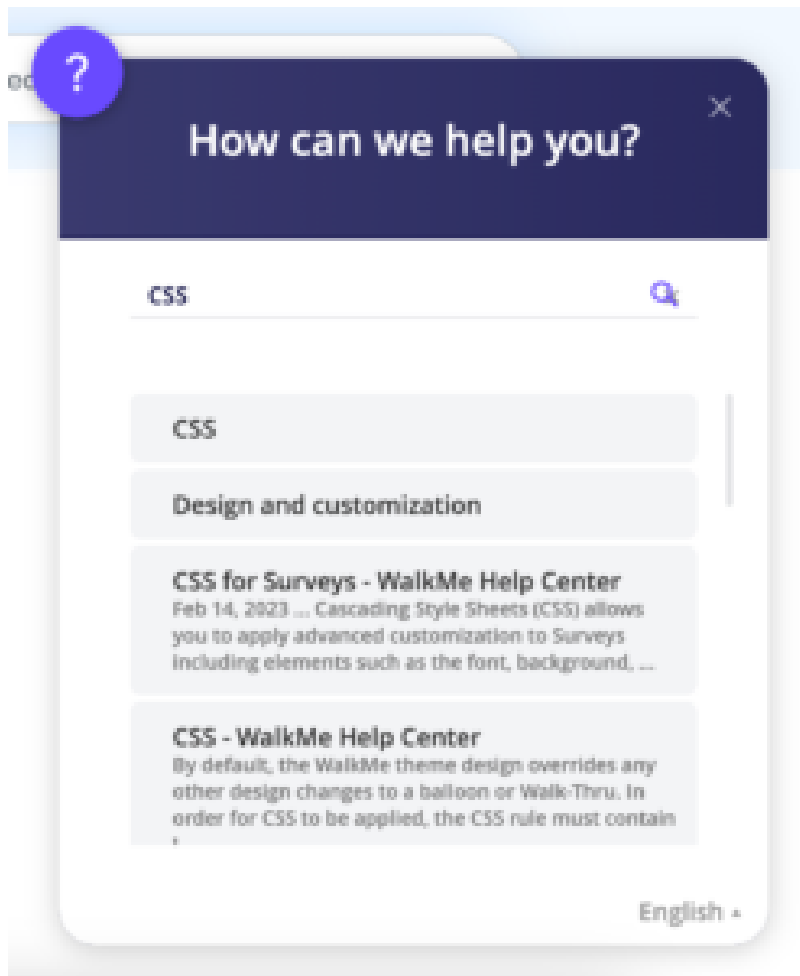 ec
?
How can we help you?
CSS
CSS
Design and customization
CSS for Surveys - WalkMe Help Center
Feb 14, 2023 ... Cascading Style Sheets (CSS) allows
you to apply advanced customization to Surveys
including elements such as the font, background, ...
CSS - WalkMe Help Center
By default, the WalkMe theme design overrides any
other design changes to a balloon or Walk-Thru. In
order for CSS to be applied, the CSS rule must contain
English